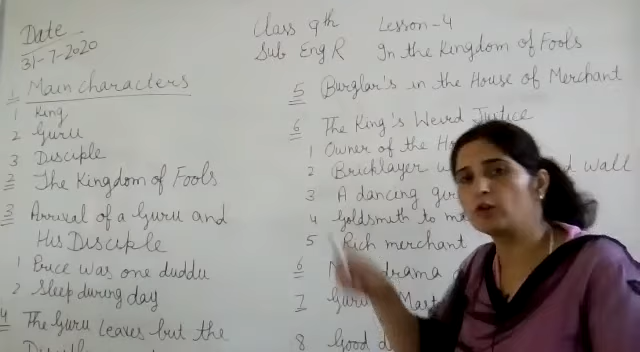 Date
31-7-2020
Class 9th Lesson-4
Sub Eng R In the Kingdom of Fools
1 Main characters
1 King
2 Guru
3 Disciple
2 The Kingdom of Fools
3 Arrival of a Guru and
His Disciple
1 Price was one duddu
2 Sleep during day
4 The Guru leaves but the
5 Burglar's in the House of Merchant
6 The King's Weird Justice
1 Owner of the
2 Bricklayer wall
3 A dancing
4 Goldsmith to
5 Rich merchant
6 drama
7 Guru
8 Good